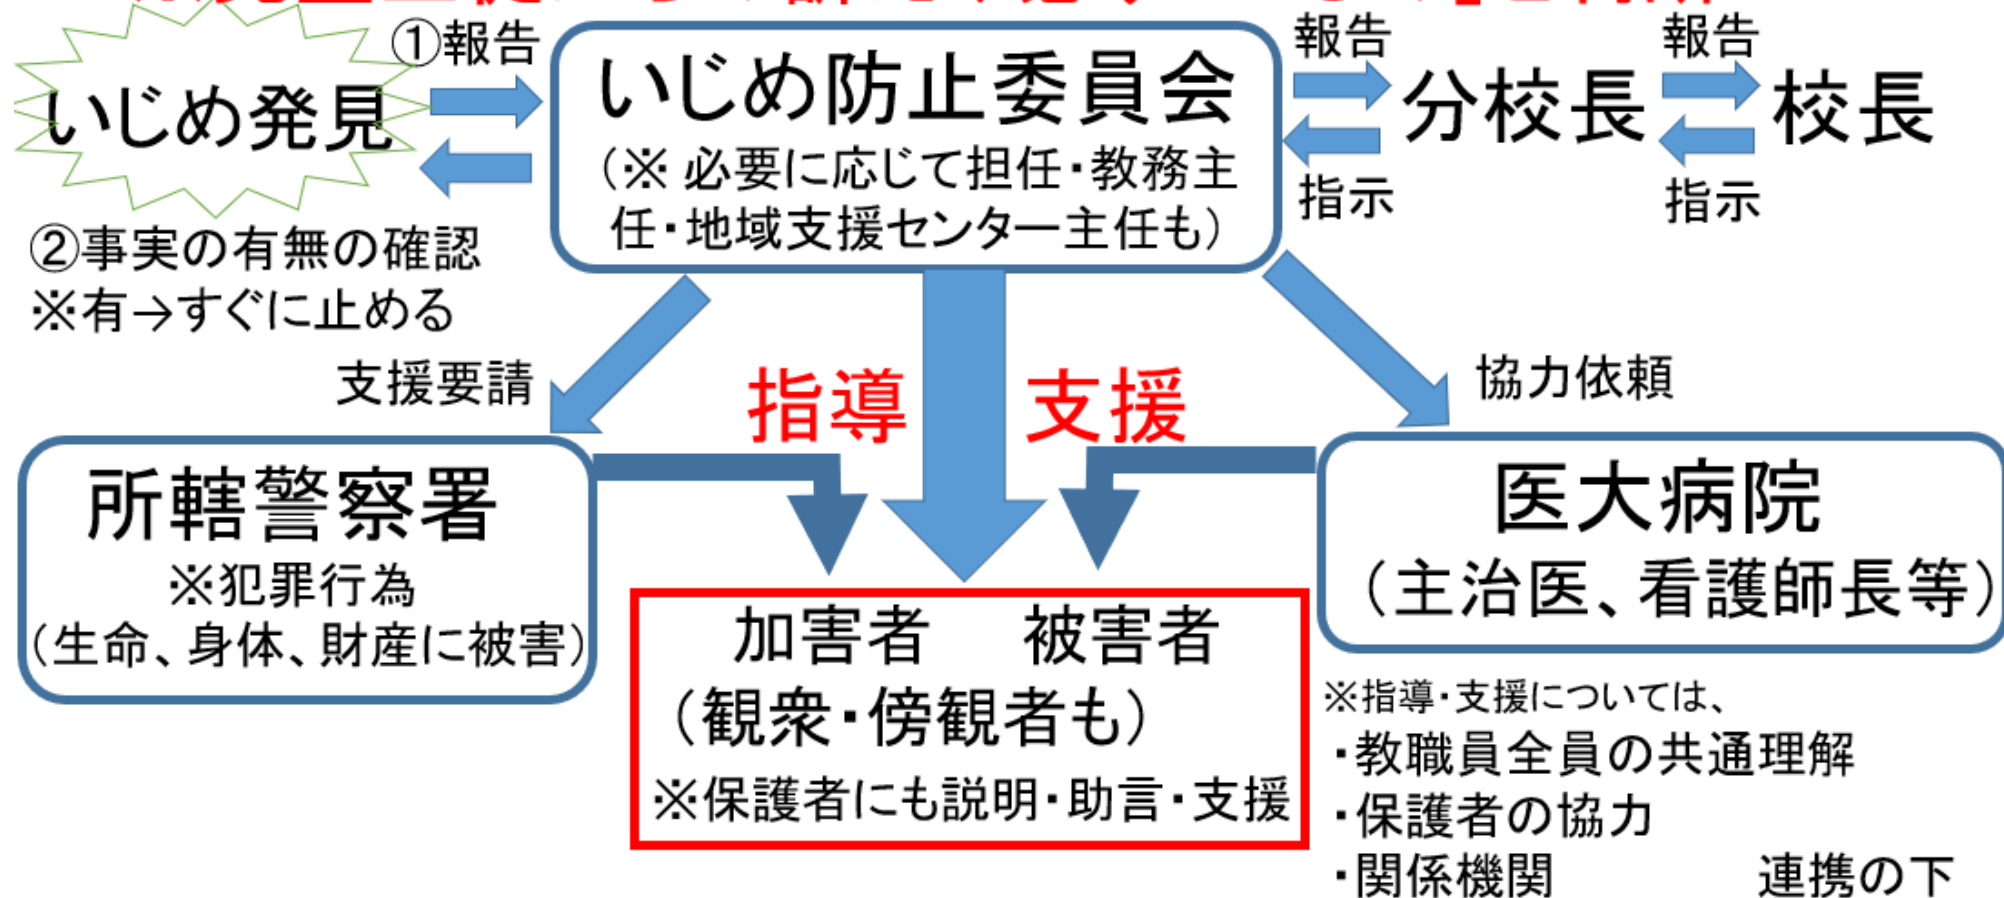 ①報告
いじめ発見
②事実の有無の確認
※有→すぐに止める
いじめ防止委員会
（※ 必要に応じて担任・教務主
任・地域支援センター主任も）
報告
指示
分校長
報告
指示
校長
支援要請
指導
支援
協力依頼
所轄警察署
※犯罪行為
（生命、身体、財産に被害）
医大病院
（主治医、看護師長等）
加害者　被害者
（観衆・傍観者も）
※保護者にも説明・助言・支援
※指導・支援については、
・教職員全員の共通理解
・保護者の協力
・関係機関　連携の下